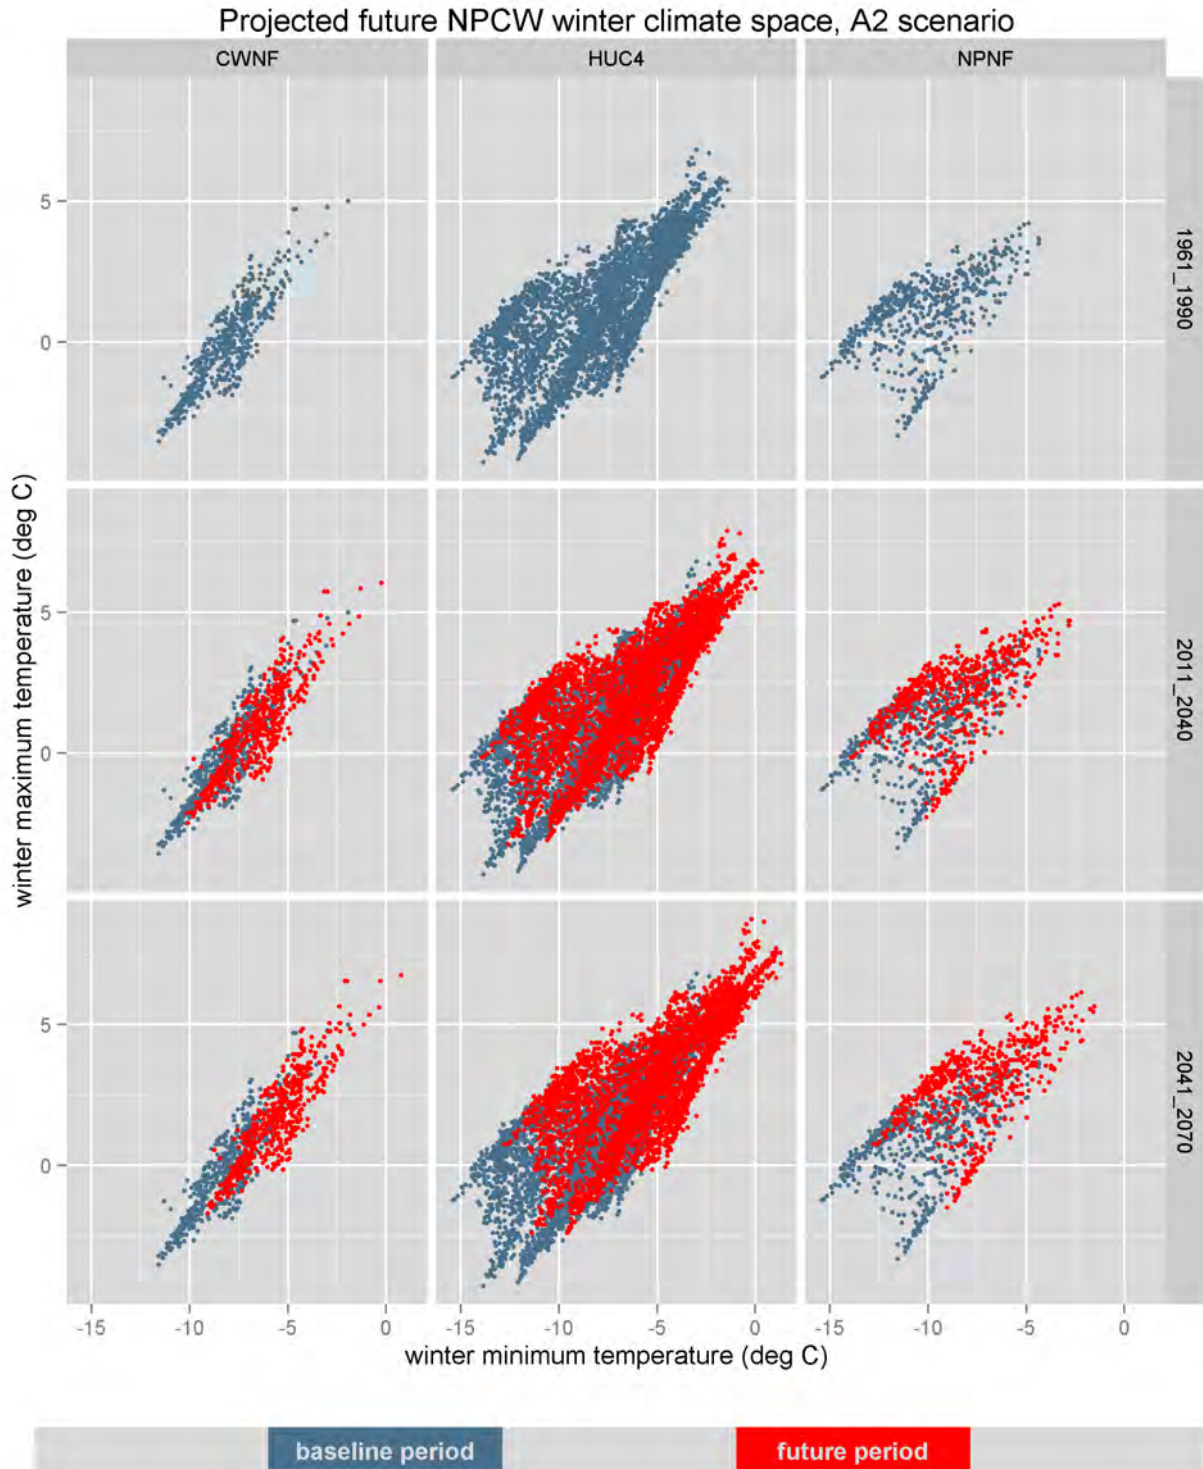 Projected future NPCW winter climate space, A2 scenario
CWNF HUC4 NPNF
5
0
1961_1990
winter maximum temperature (deg C)
5
0
2011_2040
5
0
2041_2070
-15 -10 -5 0 -15 -10 -5 0 -15 -10 -5 0
winter minimum temperature (deg C)
baseline period future period